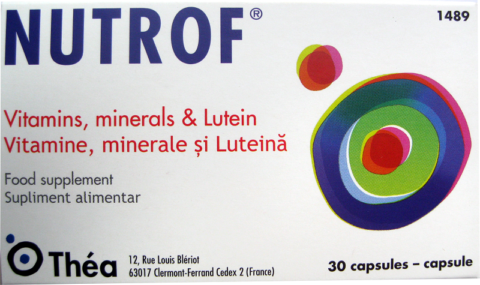 NUTROF®
1489
Vitamins, minerals & Lutein
Vitamine, minerale și Luteină
Food supplement
Supliment alimentar
Théa
12, Rue Louis Blériot
63017 Clermont-Ferrand Cedex 2 (France)
30 capsules – capsule